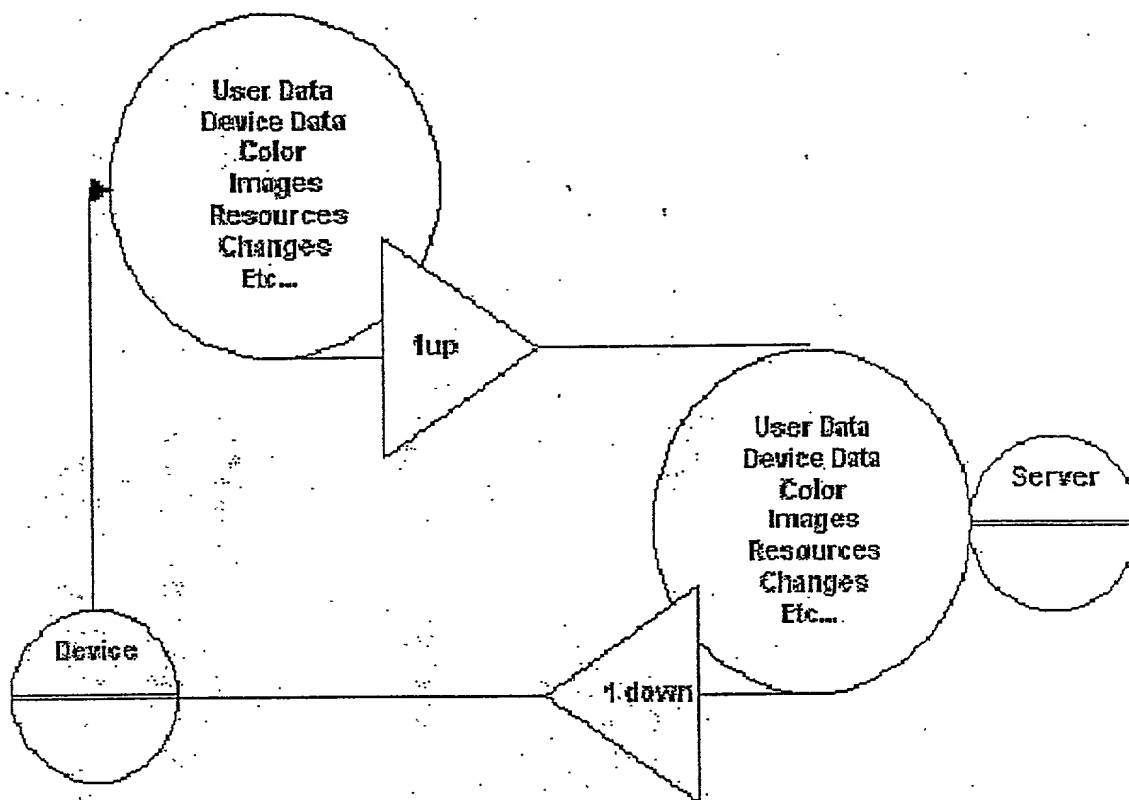 User Data
Device Data
Color
Images
Resources
Changes
Etc...
1up
User Data
Device Data
Color
Images
Resources
Changes
Etc...
Server
Device
1 down